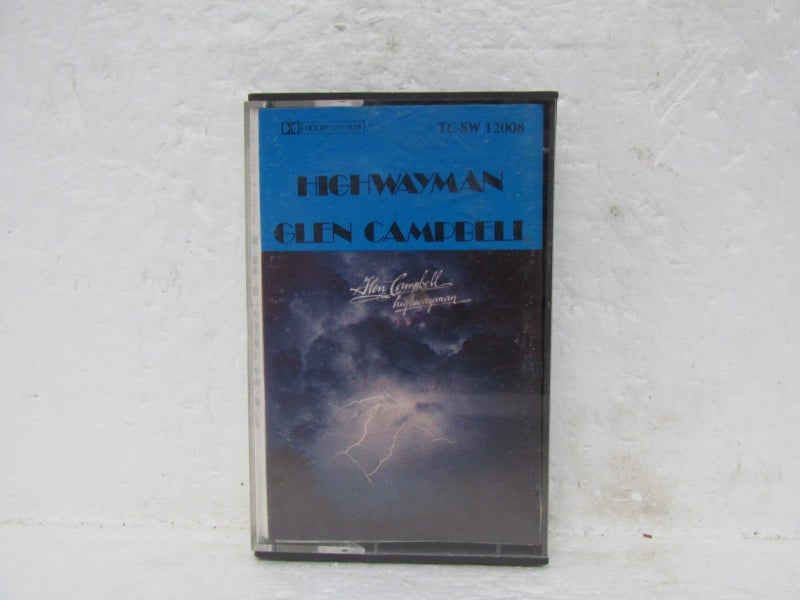 DOLBY SYSTEM
TC-SW 12008
HIGHWAYMAN
GLEN CAMPBELL
Glen Campbell
highwayman